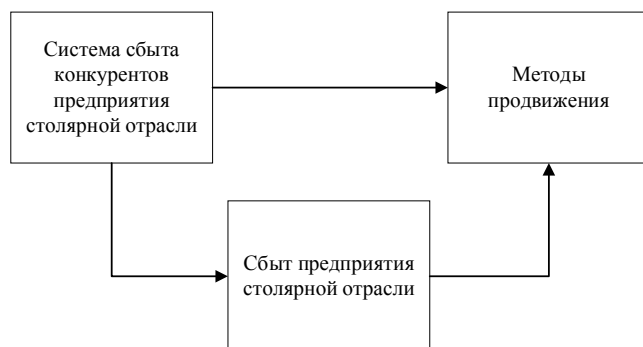 Система сбыта
конкурентов
предприятия
столярной отрасли
Методы
продвижения
Сбыт предприятия
столярной отрасли